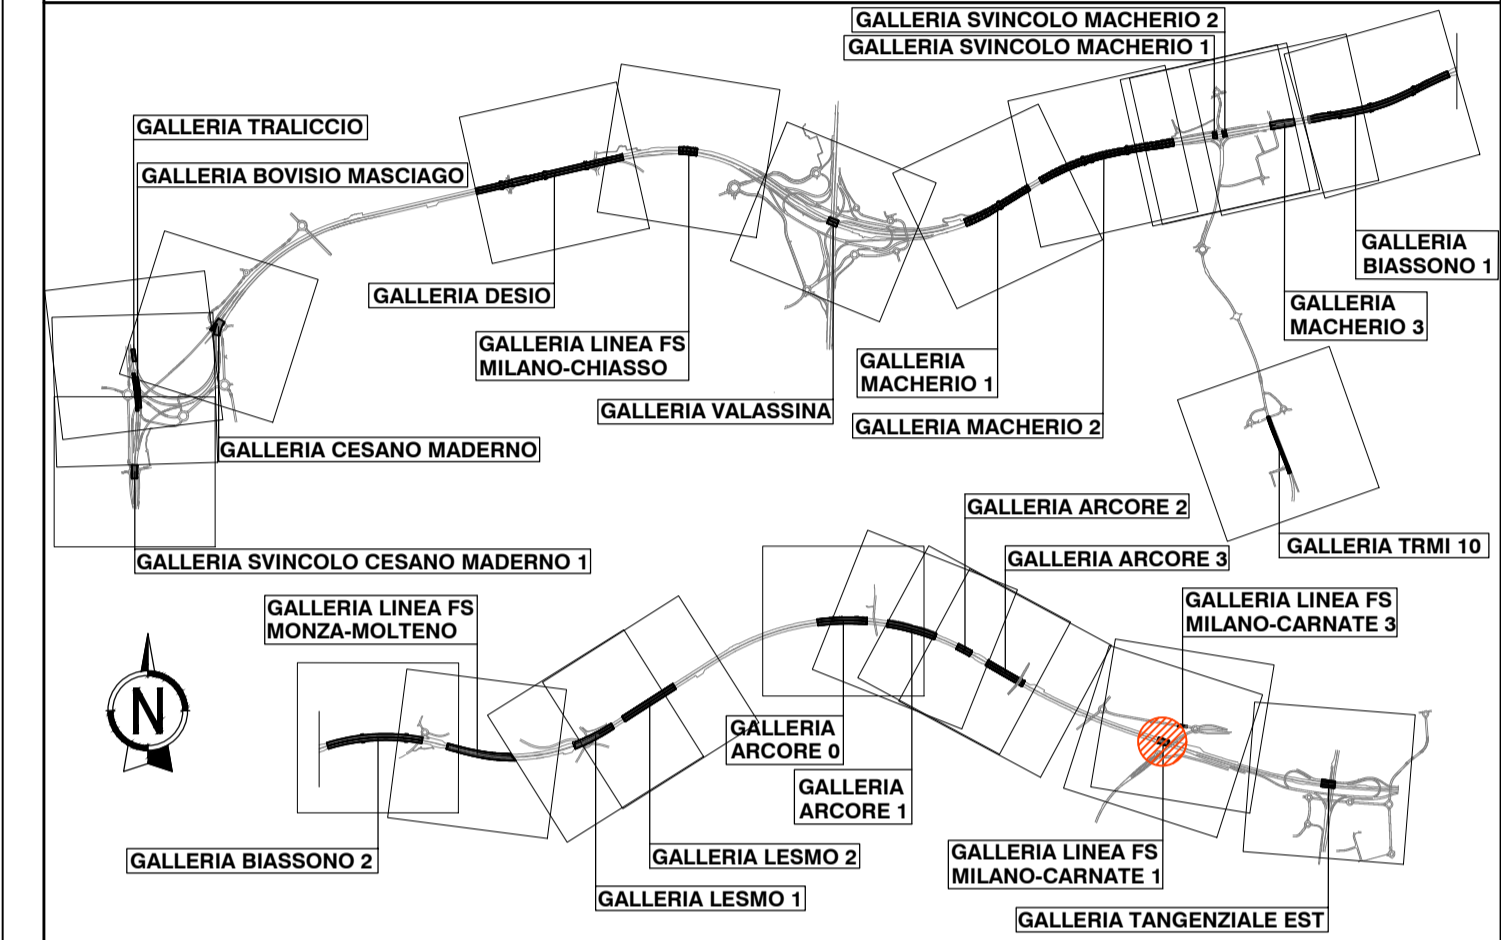 GALLERIA SVINCOLO MACHERIO 2
GALLERIA SVINCOLO MACHERIO 1
GALLERIA TRALICCIO
GALLERIA BOVISIO MASCIAGO
GALLERIA
BIASSONO 1
GALLERIA DESIO
GALLERIA
MACHERIO 3
GALLERIA LINEA FS
MILANO-CHIASSO
GALLERIA
MACHERIO 1
GALLERIA VALASSINA
GALLERIA MACHERIO 2
GALLERIA CESANO MADERNO
GALLERIA ARCORE 2
GALLERIA TRMI 10
GALLERIA SVINCOLO CESANO MADERNO 1
GALLERIA ARCORE 3
GALLERIA LINEA FS
MONZA-MOLTENO
GALLERIA LINEA FS
MILANO-CARNATE 3
N
GALLERIA
ARCORE 0
GALLERIA
ARCORE 1
GALLERIA BIASSONO 2
GALLERIA LESMO 2
GALLERIA LINEA FS
MILANO-CARNATE 1
GALLERIA LESMO 1
GALLERIA TANGENZIALE EST